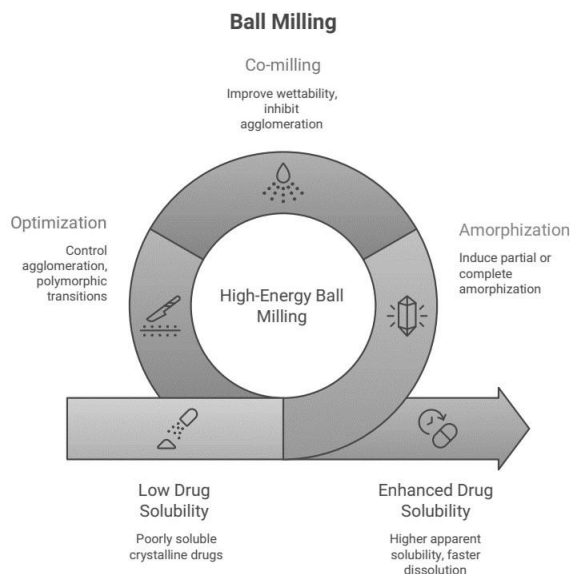 Ball Milling
Co-milling
Improve wettability,
inhibit
agglomeration
Optimization
Control
agglomeration,
polymorphic
transitions
Amorphization
Induce partial or
complete
amorphization
High-Energy Ball
Milling
Low Drug
Solubility
Poorly soluble
crystalline drugs
Enhanced Drug
Solubility
Higher apparent
solubility, faster
dissolution